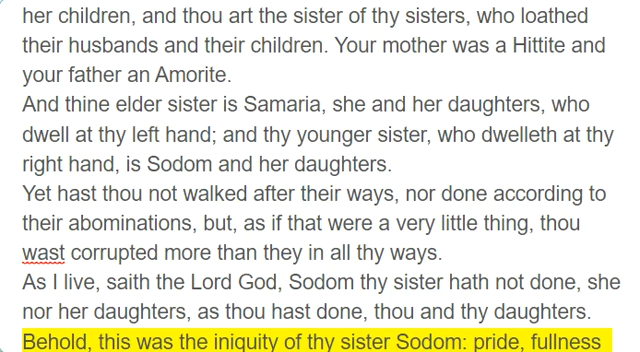 her children, and thou art the sister of thy sisters, who loathed
their husbands and their children. Your mother was a Hittite and
your father an Amorite.
And thine elder sister is Samaria, she and her daughters, who
dwell at thy left hand; and thy younger sister, who dwelleth at thy
right hand, is Sodom and her daughters.
Yet hast thou not walked after their ways, nor done according to
their abominations, but, as if that were a very little thing, thou
wast corrupted more than they in all thy ways.
As I live, saith the Lord God, Sodom thy sister hath not done, she
nor her daughters, as thou hast done, thou and thy daughters.
Behold, this was the iniquity of thy sister Sodom: pride, fullness